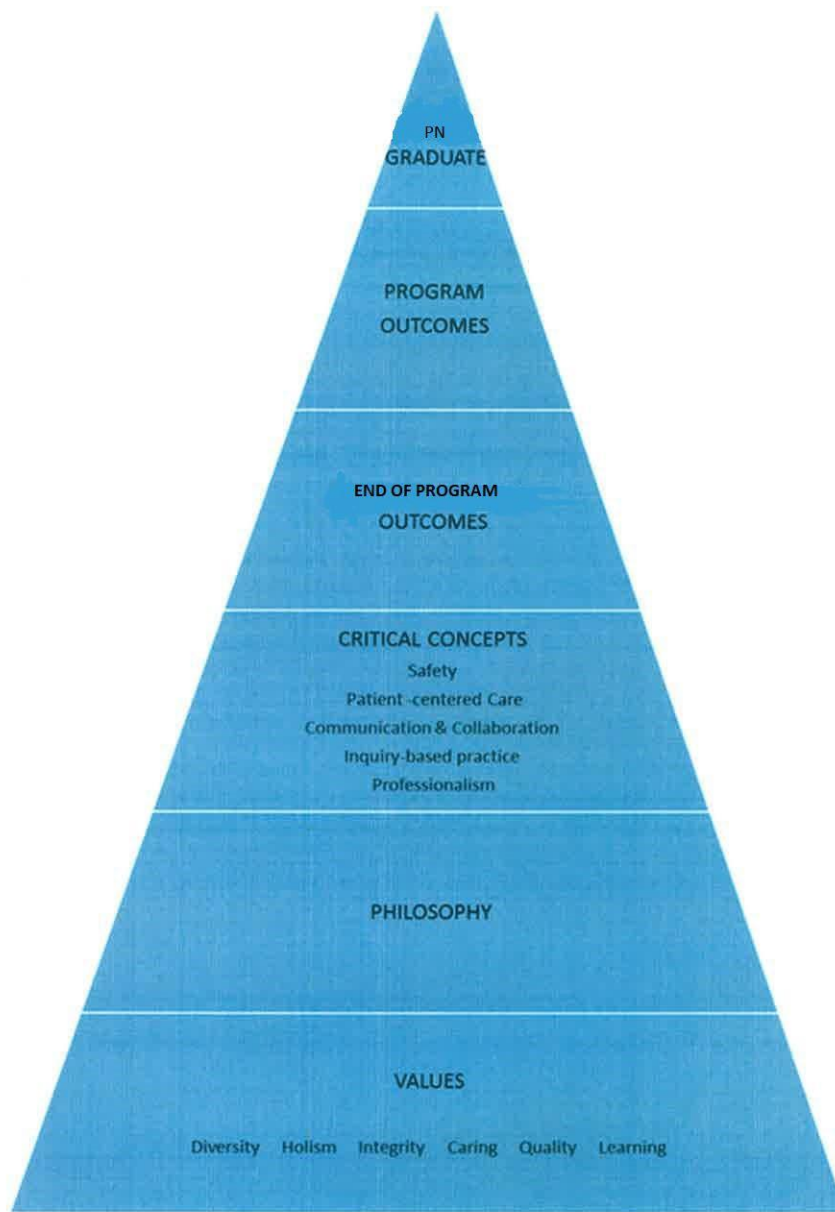 PN
GRADUATE
PROGRAM
OUTCOMES
END OF PROGRAM
OUTCOMES
CRITICAL CONCEPTS
Safety
Patient -centered Care
Communication & Collaboration
Inquiry-based practice
Professionalism
PHILOSOPHY
VALUES
Diversity Holism Integrity Caring Quality Learning